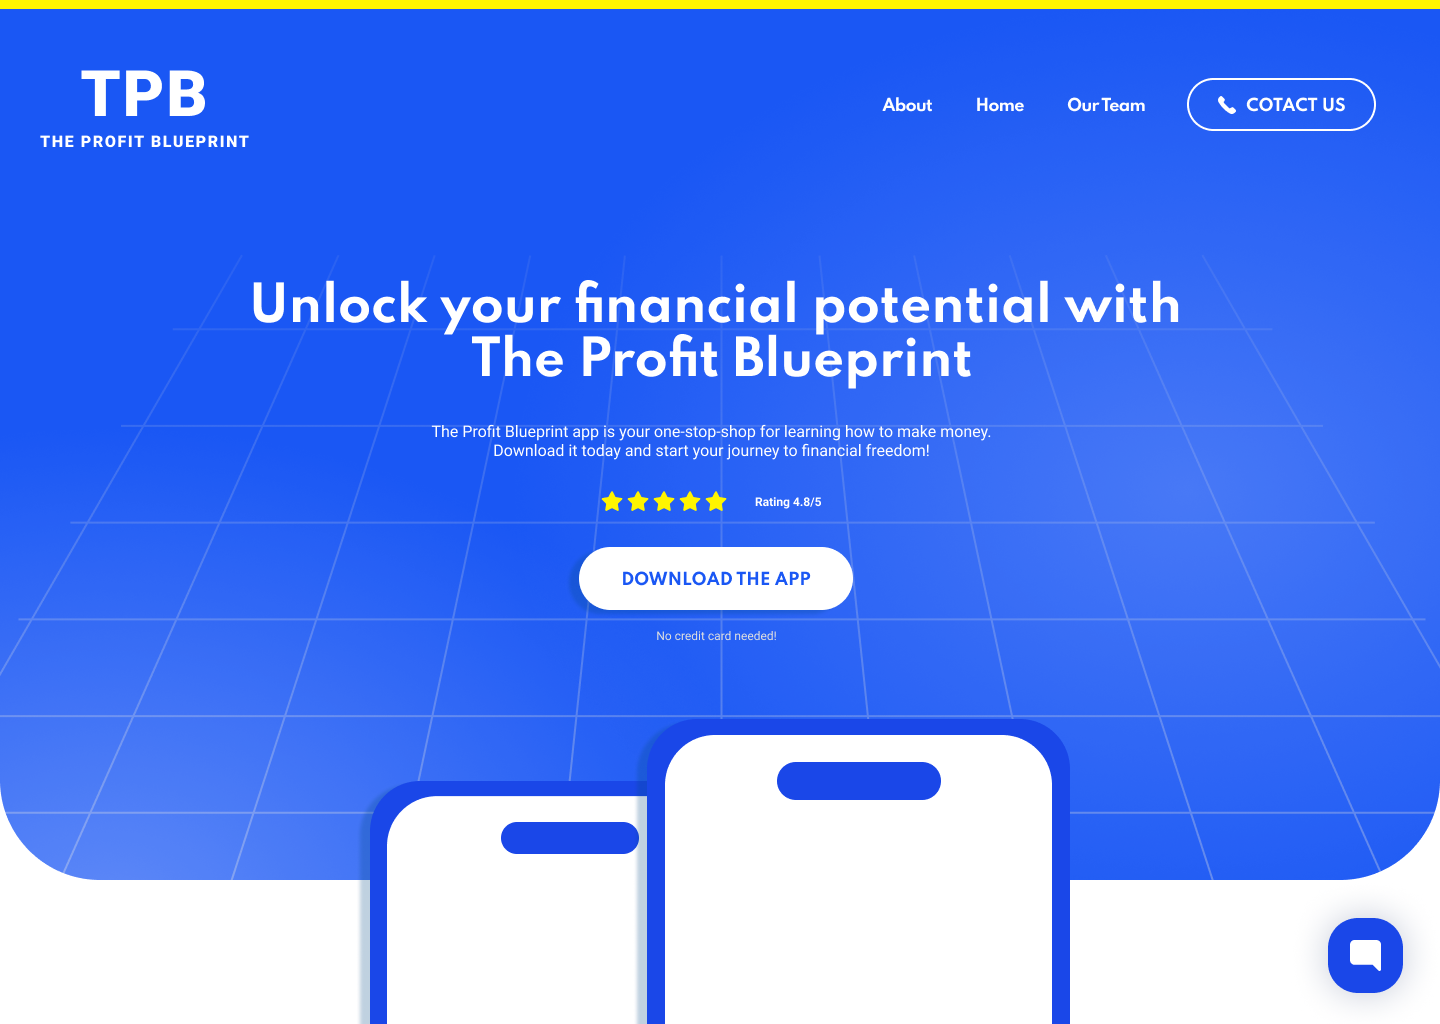 TPB
THE PROFIT BLUEPRINT
About
Home
Our Team
COTACT US
Unlock your financial potential with
The Profit Blueprint
The Profit Blueprint app is your one-stop-shop for learning how to make money.
Download it today and start your journey to financial freedom!
Rating 4.8/5
DOWNLOAD THE APP
No credit card needed!